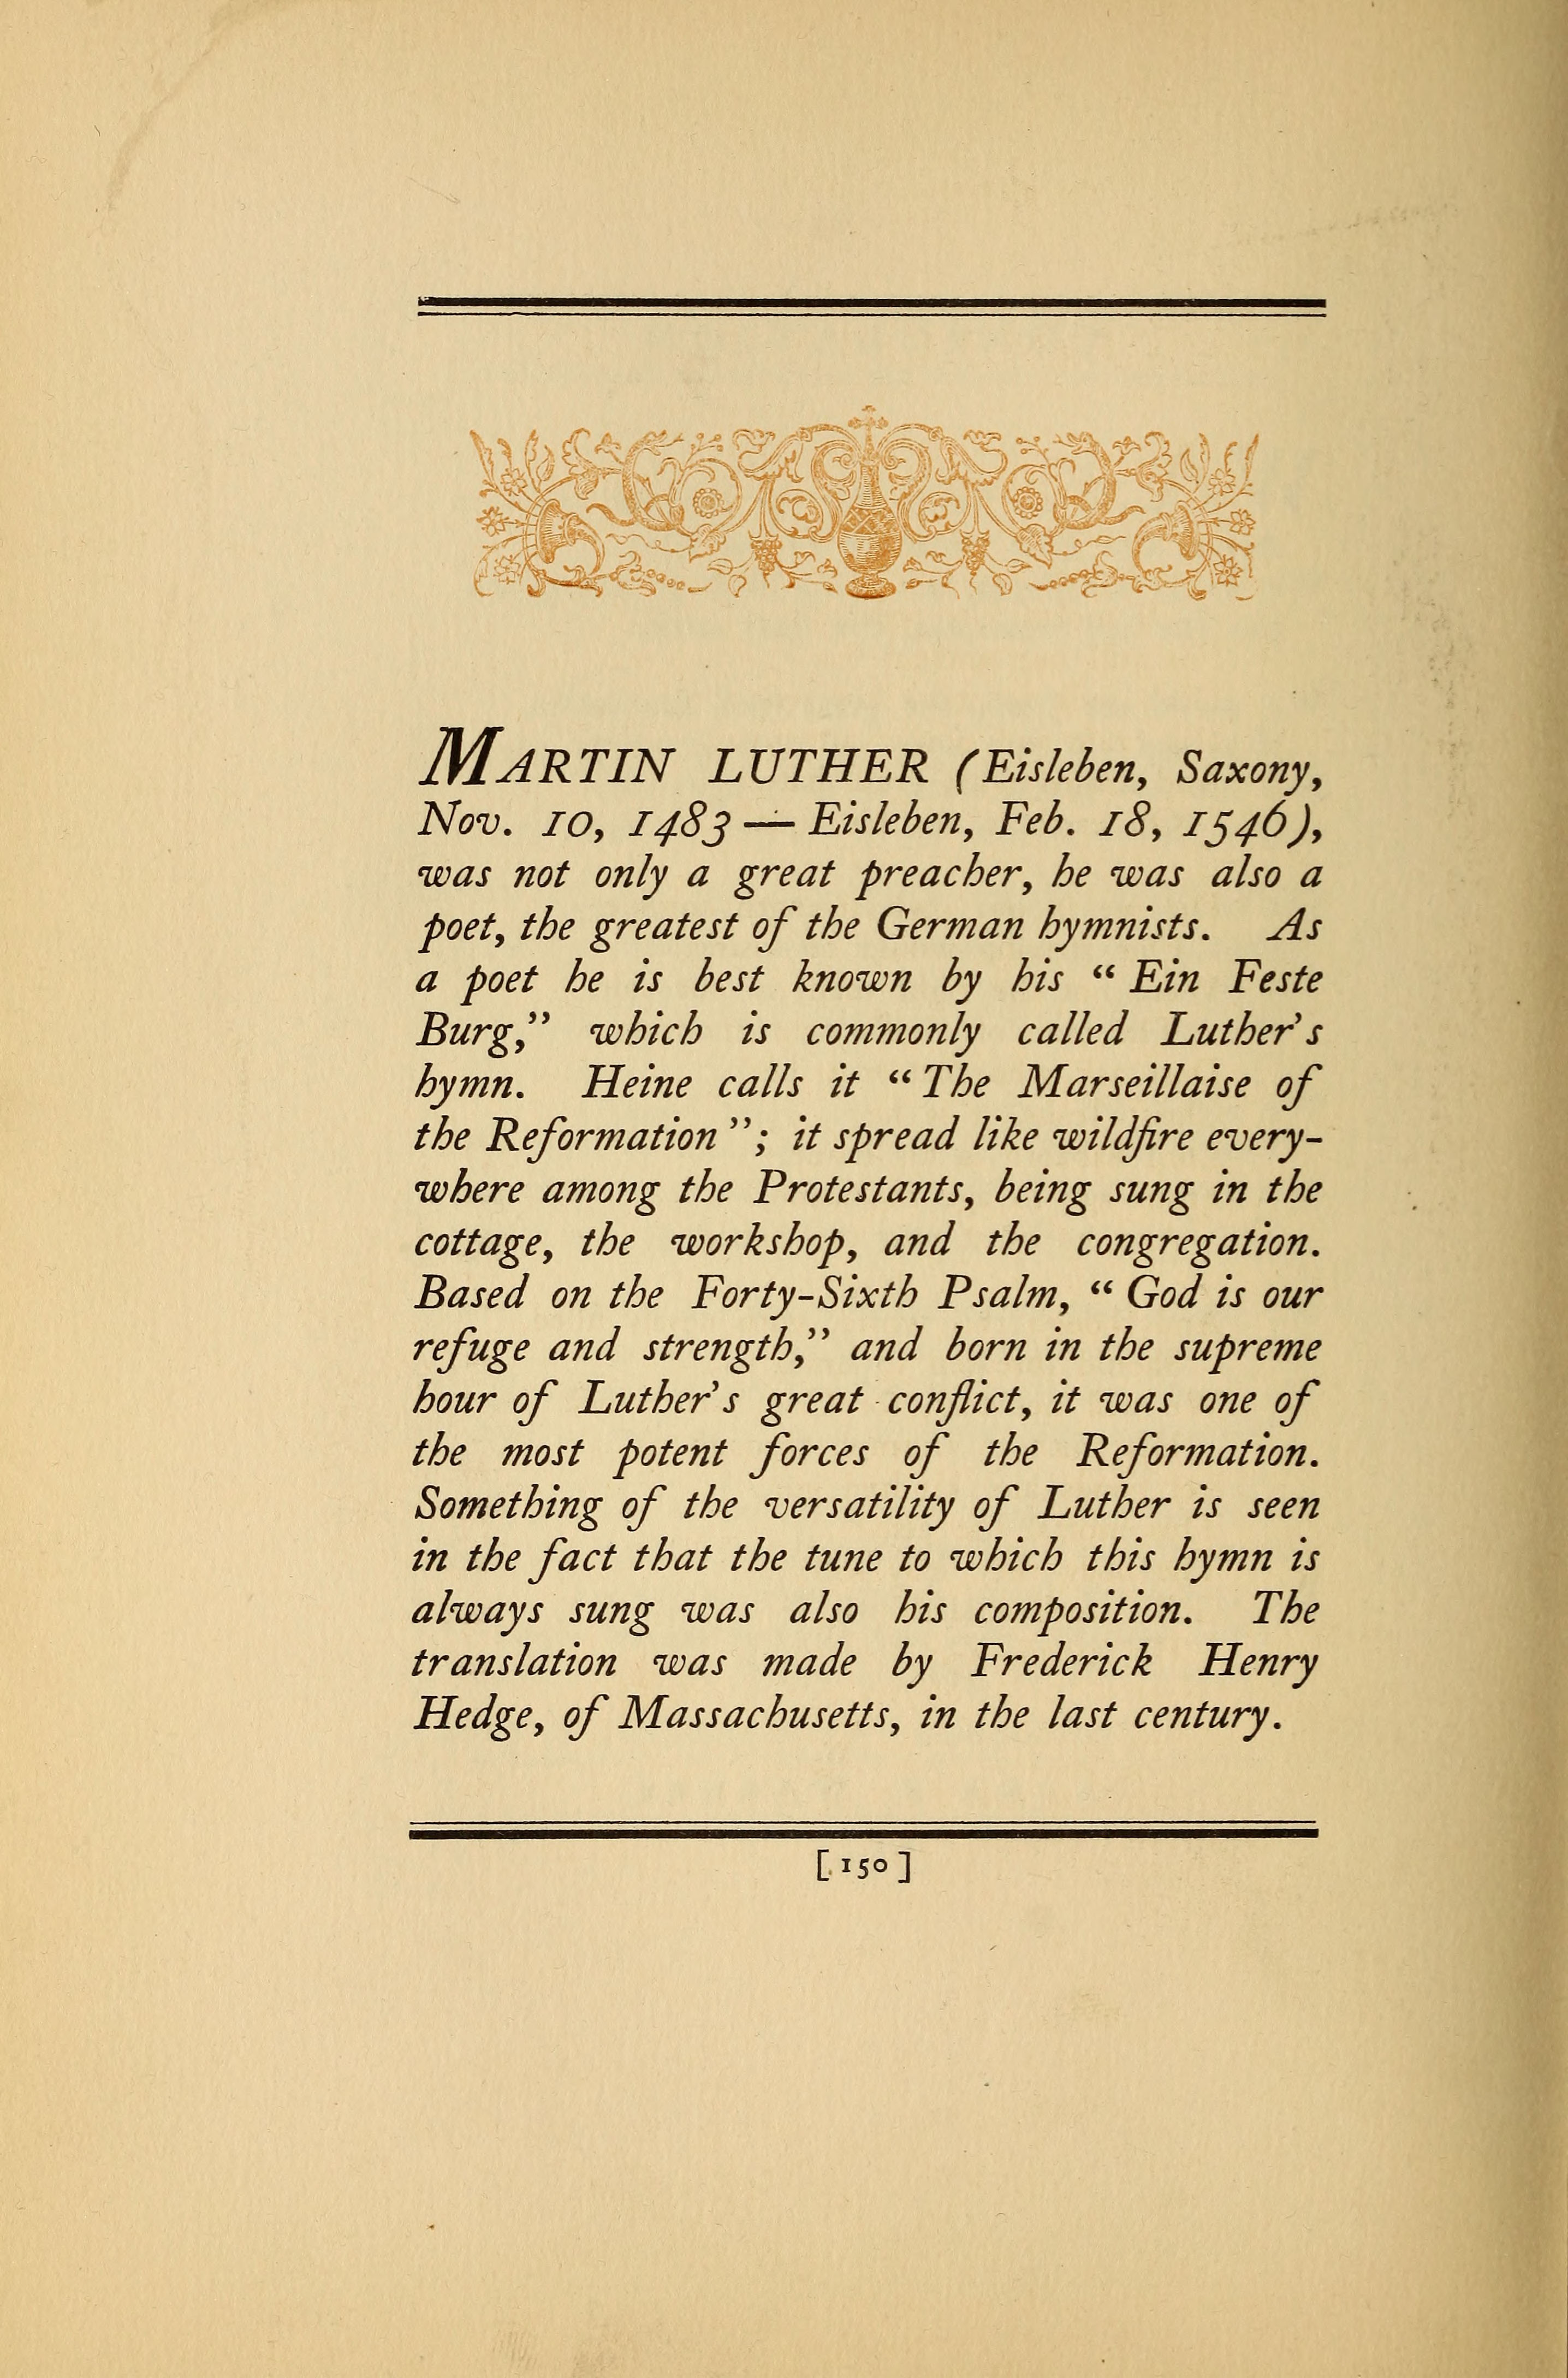 MARTIN LUTHER (Eisleben, Saxony,
Nov. 10, 1483 — Eisleben, Feb. 18, 1546),
was not only a great preacher, he was also a
poet, the greatest of the German hymnists. As
a poet he is best known by his “Ein Feste
Burg,” which is commonly called Luther's
hymn. Heine calls it “The Marseillaise of
the Reformation”; it spread like wildfire every-
where among the Protestants, being sung in the
cottage, the workshop, and the congregation.
Based on the Forty-Sixth Psalm, “God is our
refuge and strength,” and born in the supreme
hour of Luther's great conflict, it was one of
the most potent forces of the Reformation.
Something of the versatility of Luther is seen
in the fact that the tune to which this hymn is
always sung was also his composition. The
translation was made by Frederick Henry
Hedge, of Massachusetts, in the last century.
[150]